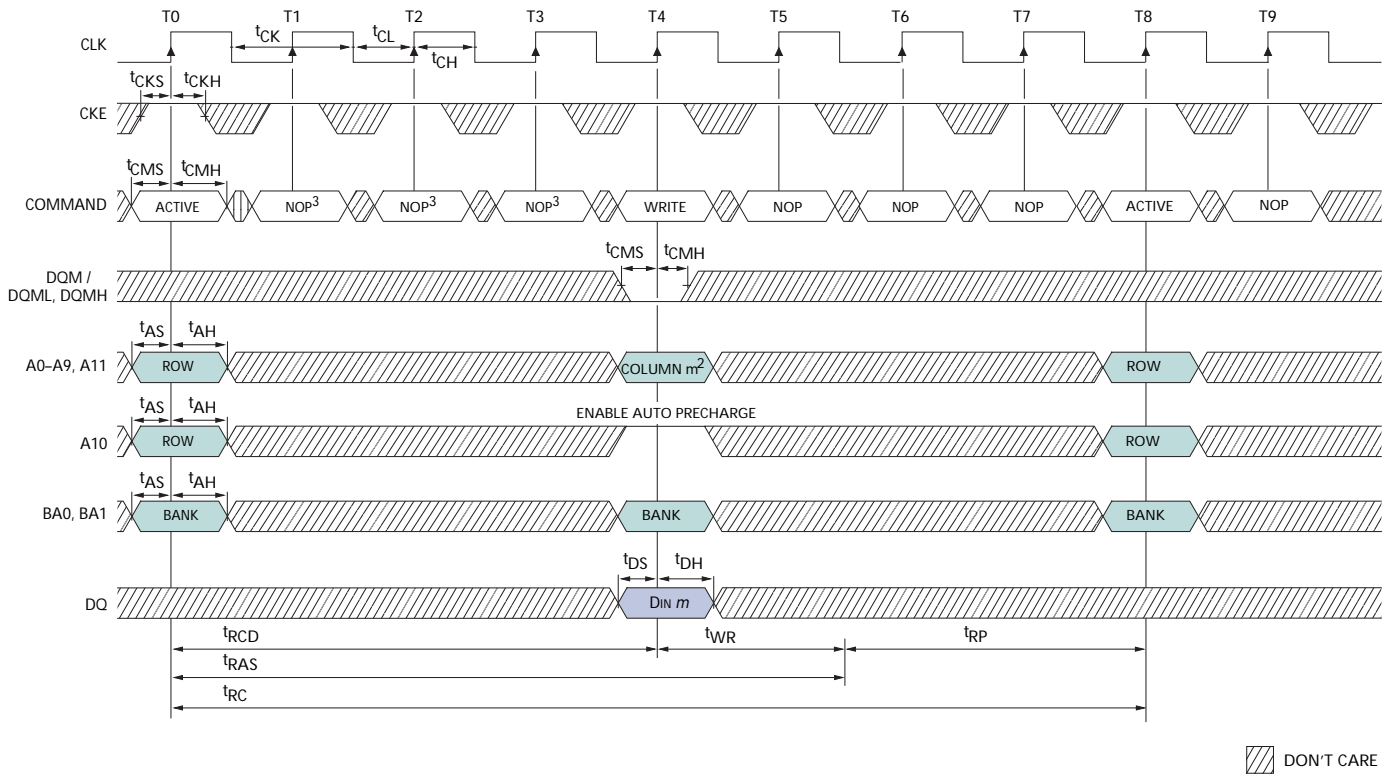 T0 T1 T2 T3 T4 T5 T6 T7 T8 T9
CLK
tCK tCL
tCH
tCKS tCKH
CKE
tCMS tCMH
COMMAND ACTIVE NOP3 NOP3 NOP3 WRITE NOP NOP NOP ACTIVE NOP
tCMS tCMH
DQM /
DQML, DQMH
tAS tAH
A0–A9, A11 ROW COLUMN m2 ROW
ENABLE AUTO PRECHARGE
tAS tAH
A10 ROW ROW
tAS tAH
BA0, BA1 BANK BANK BANK
tDS tDH
DQ DIN m
tRCD tWR tRP
tRAS
tRC
DON'T CARE